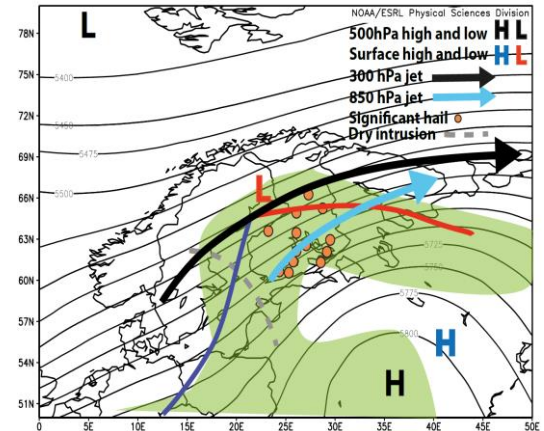 NOAA/ESRL Physical Sciences Division
500hPa high and low H L
Surface high and low H L
300 hPa jet
850 hPa jet
Significant hail
Dry intrusion
L
78N
75N
5400
72N
5450
5475
69N
5500
66N
L
63N
5725
5750
60N
5775
57N
5800
H
54N
H
51N
0 5E 10E 15E 20E 25E 30E 35E 40E 45E 50E